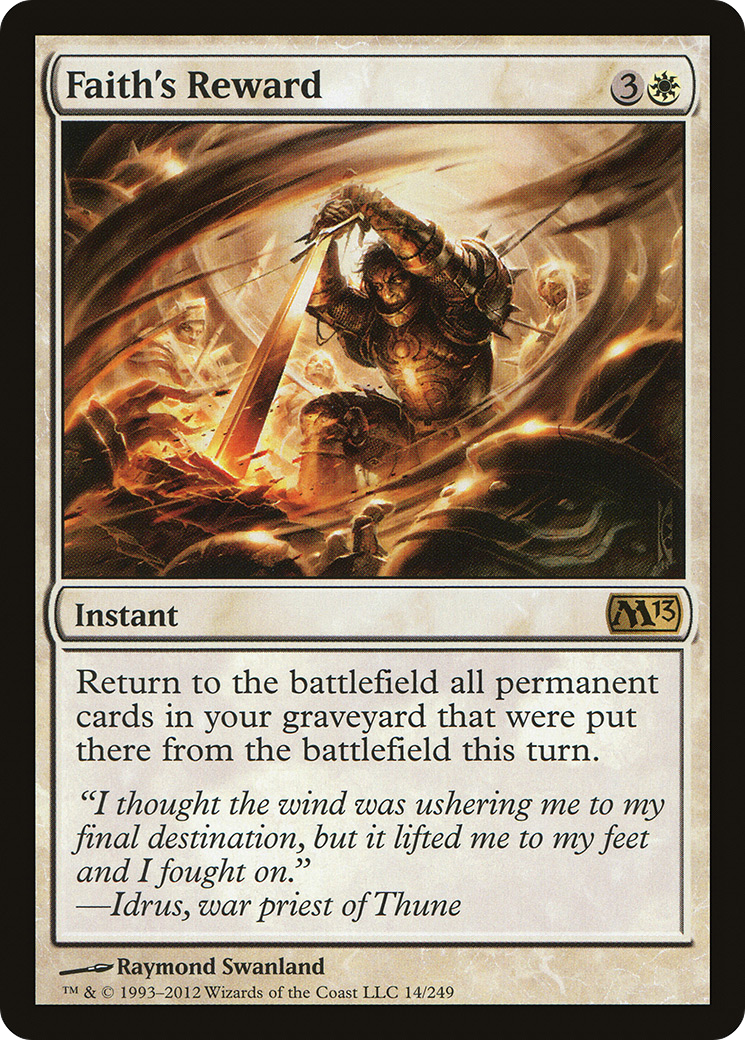 Faith's Reward
3
Instant
M13
Return to the battlefield all permanent
cards in your graveyard that were put
there from the battlefield this turn.
“I thought the wind was ushering me to my
final destination, but it lifted me to my feet
and I fought on.”
—Idrus, war priest of Thune
Raymond Swanland
™ & © 1993–2012 Wizards of the Coast LLC 14/249